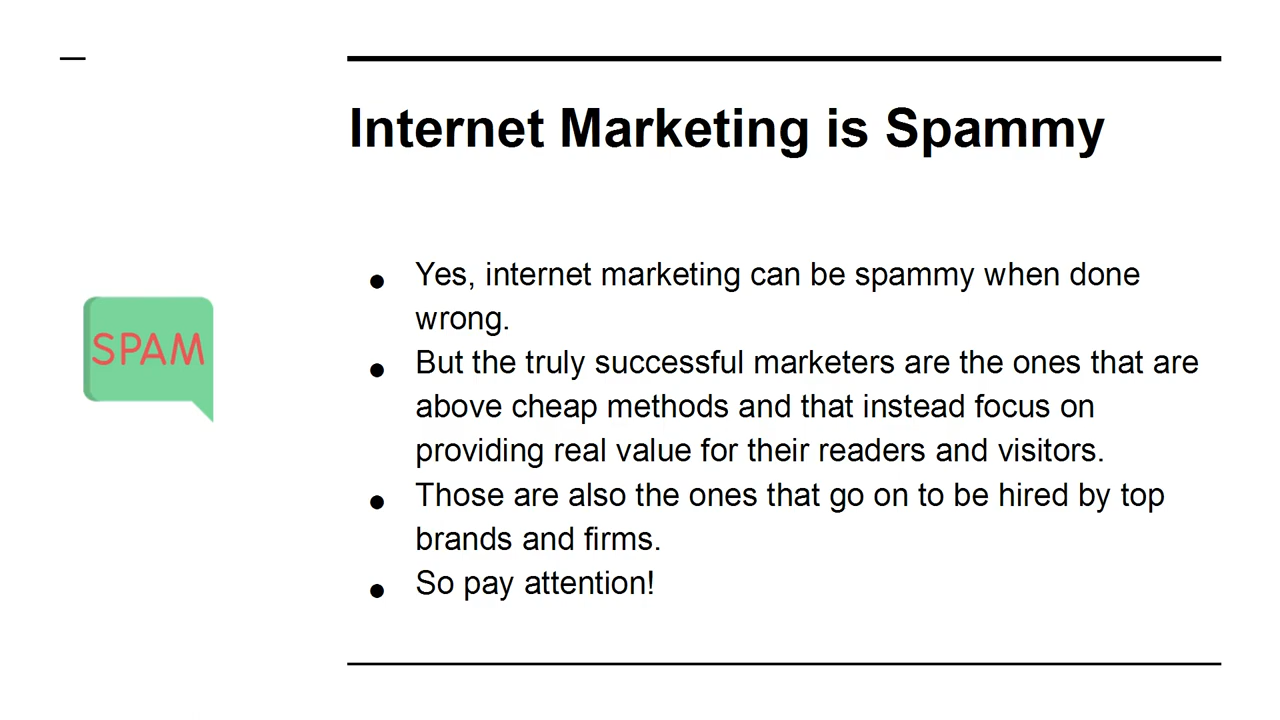 Internet Marketing is Spammy
SPAM
● Yes, internet marketing can be spammy when done
wrong.
● But the truly successful marketers are the ones that are
above cheap methods and that instead focus on
providing real value for their readers and visitors.
● Those are also the ones that go on to be hired by top
brands and firms.
● So pay attention!